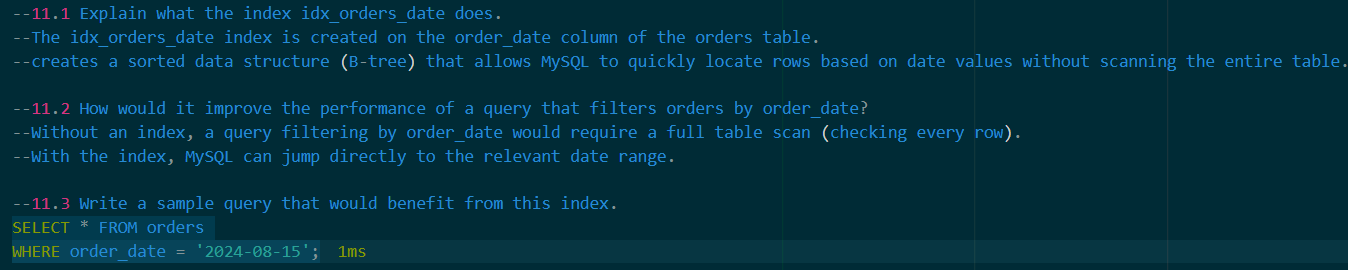 --11.1 Explain what the index idx_orders_date does.
--The idx_orders_date index is created on the order_date column of the orders table.
--creates a sorted data structure (B-tree) that allows MySQL to quickly locate rows based on date values without scanning the entire table.
--11.2 How would it improve the performance of a query that filters orders by order_date?
--Without an index, a query filtering by order_date would require a full table scan (checking every row).
--With the index, MySQL can jump directly to the relevant date range.
--11.3 Write a sample query that would benefit from this index.
SELECT * FROM orders
WHERE order_date = '2024-08-15'; 1ms